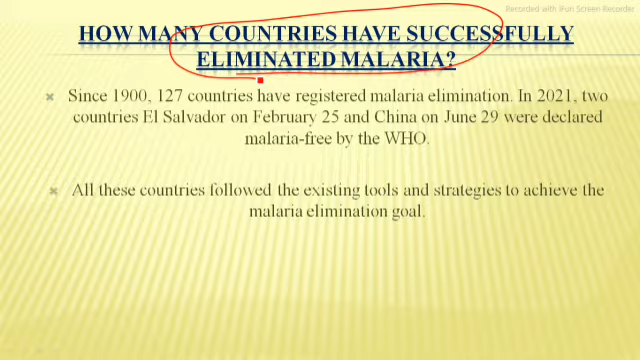 Recorded with iFun Screen Recorder
HOW MANY COUNTRIES HAVE SUCCESSFULLY
ELIMINATED MALARIA?
Since 1900, 127 countries have registered malaria elimination. In 2021, two
countries El Salvador on February 25 and China on June 29 were declared
malaria-free by the WHO.
All these countries followed the existing tools and strategies to achieve the
malaria elimination goal.